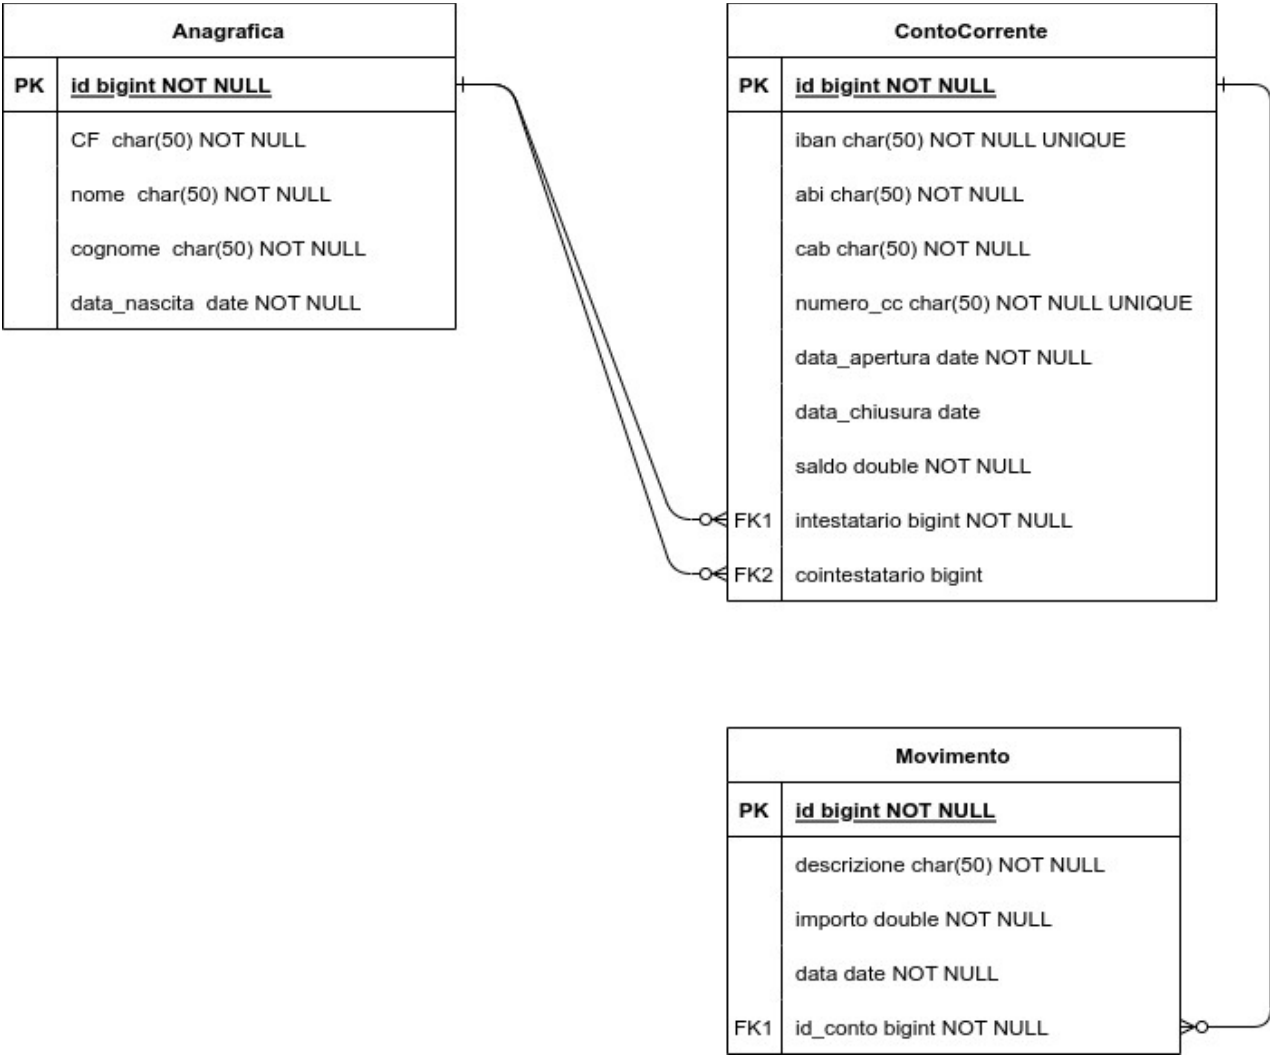 Anagrafica
PK id bigint NOT NULL
CF char(50) NOT NULL
nome char(50) NOT NULL
cognome char(50) NOT NULL
data_nascita date NOT NULL
ContoCorrente
PK id bigint NOT NULL
iban char(50) NOT NULL UNIQUE
abi char(50) NOT NULL
cab char(50) NOT NULL
numero_cc char(50) NOT NULL UNIQUE
data_apertura date NOT NULL
data_chiusura date
saldo double NOT NULL
FK1 intestatario bigint NOT NULL
FK2 cointestatario bigint
Movimento
PK id bigint NOT NULL
descrizione char(50) NOT NULL
importo double NOT NULL
data date NOT NULL
FK1 id_conto bigint NOT NULL